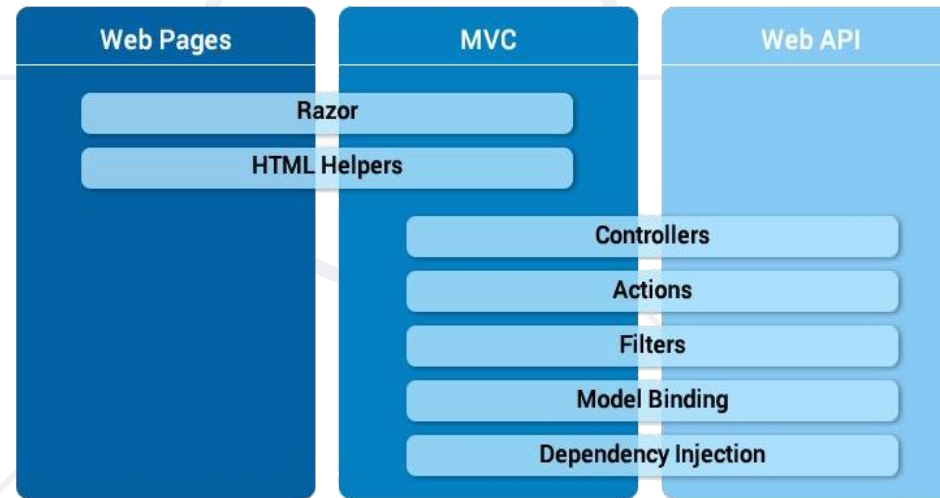 Web Pages MVC Web API
Razor
HTML Helpers
Controllers
Actions
Filters
Model Binding
Dependency Injection